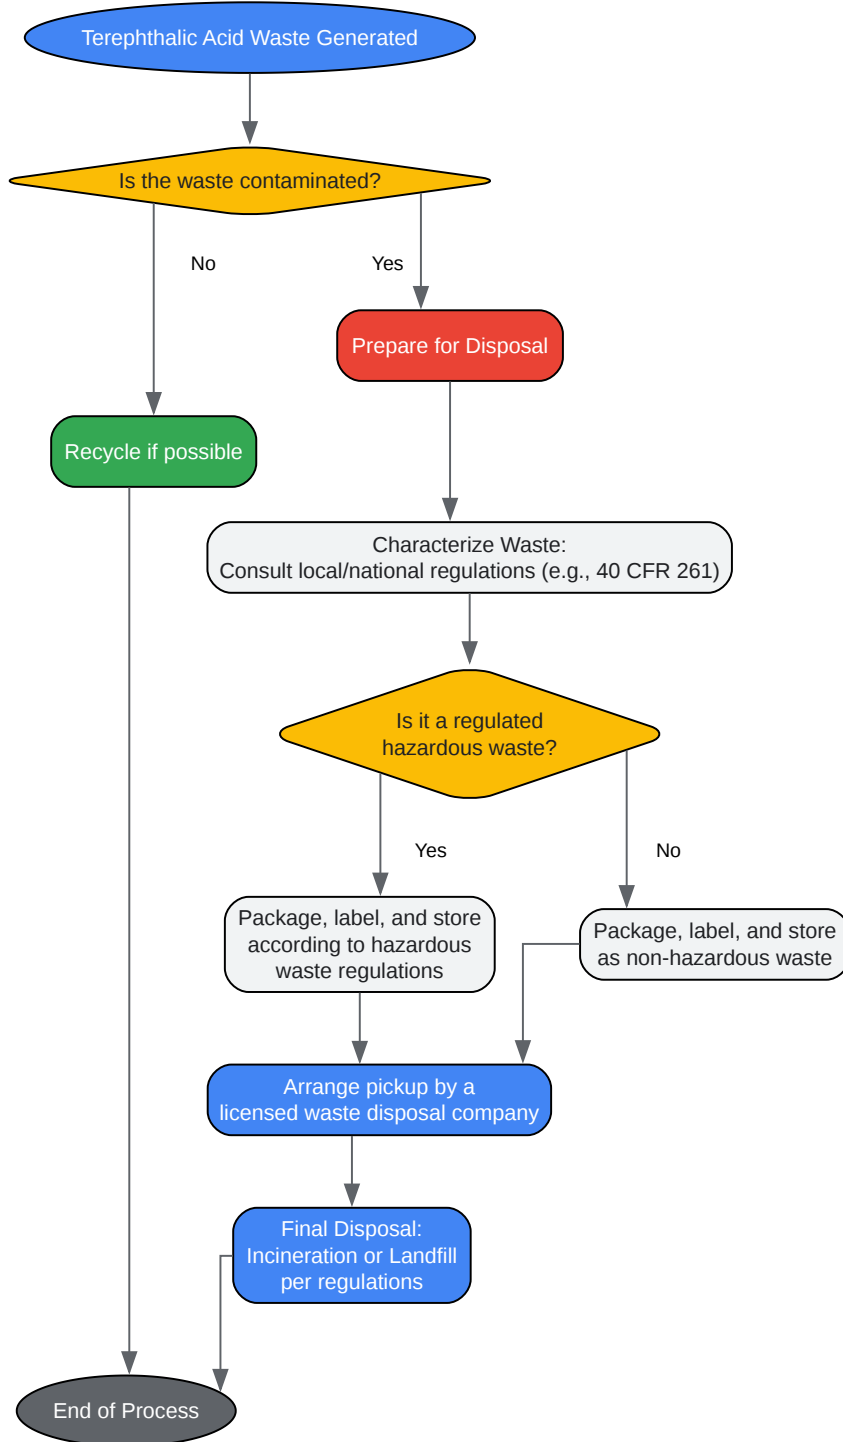 Terephthalic Acid Waste Generated
Is the waste contaminated?
No
Yes
Prepare for Disposal
Recycle if possible
Characterize Waste:
Consult local/national regulations (e.g., 40 CFR 261)
Is it a regulated
hazardous waste?
Yes
No
Package, label, and store
according to hazardous
waste regulations
Package, label, and store
as non-hazardous waste
Arrange pickup by a
licensed waste disposal company
Final Disposal:
Incineration or Landfill
per regulations
End of Process